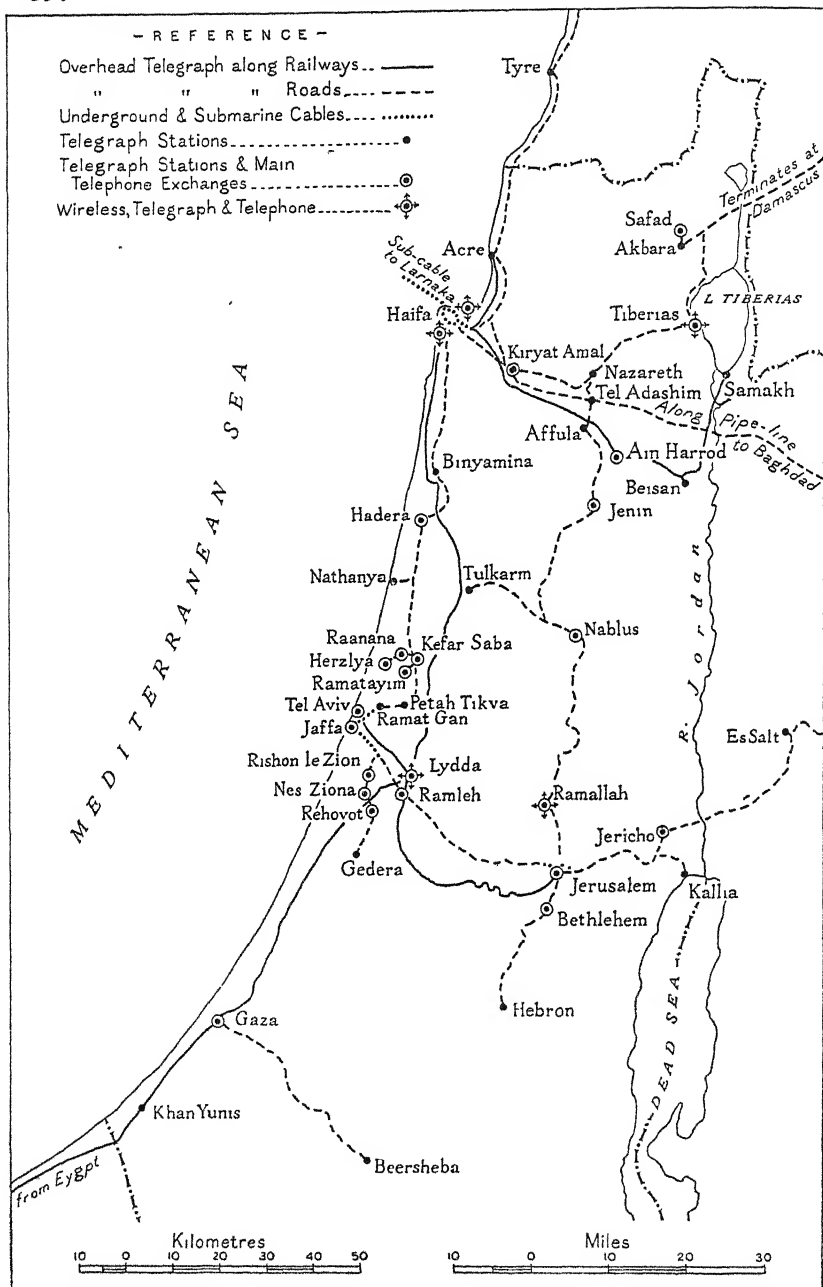 - REFERENCE -
Overhead Telegraph along Railways
" " " Roads
Underground & Submarine Cables
Telegraph Stations
Telegraph Stations & Main
Telephone Exchanges
Wireless, Telegraph & Telephone
Tyre
Terminates at
Damascus
Safad
Akbara
Acre
Sub-cable
to Larnaka
L TIBERIAS
Haifa
Tiberias
Kiryat Amal
Nazareth
Samakh
Tel Adashim
Along Pipe-line
to Baghdad
Affula
Ain Harrod
Binyamina
Beisan
Hadera
Jenin
MEDITERRANEAN SEA
Nathanya
Tulkarm
R. Jordan
Nablus
Raanana
Kefar Saba
Herzlya
Ramatayim
Tel Aviv
Petah Tikva
Ramat Gan
Jaffa
Es Salt
Rishon le Zion
Lydda
Nes Ziona
Ramleh
Ramallah
Rehovot
Jericho
Gedera
Jerusalem
Kallia
Bethlehem
Hebron
DEAD SEA
Gaza
Khan Yunis
Beersheba
from Eygpt
Kilometres
10 0 10 20 30 40 50
Miles
10 0 10 20 30